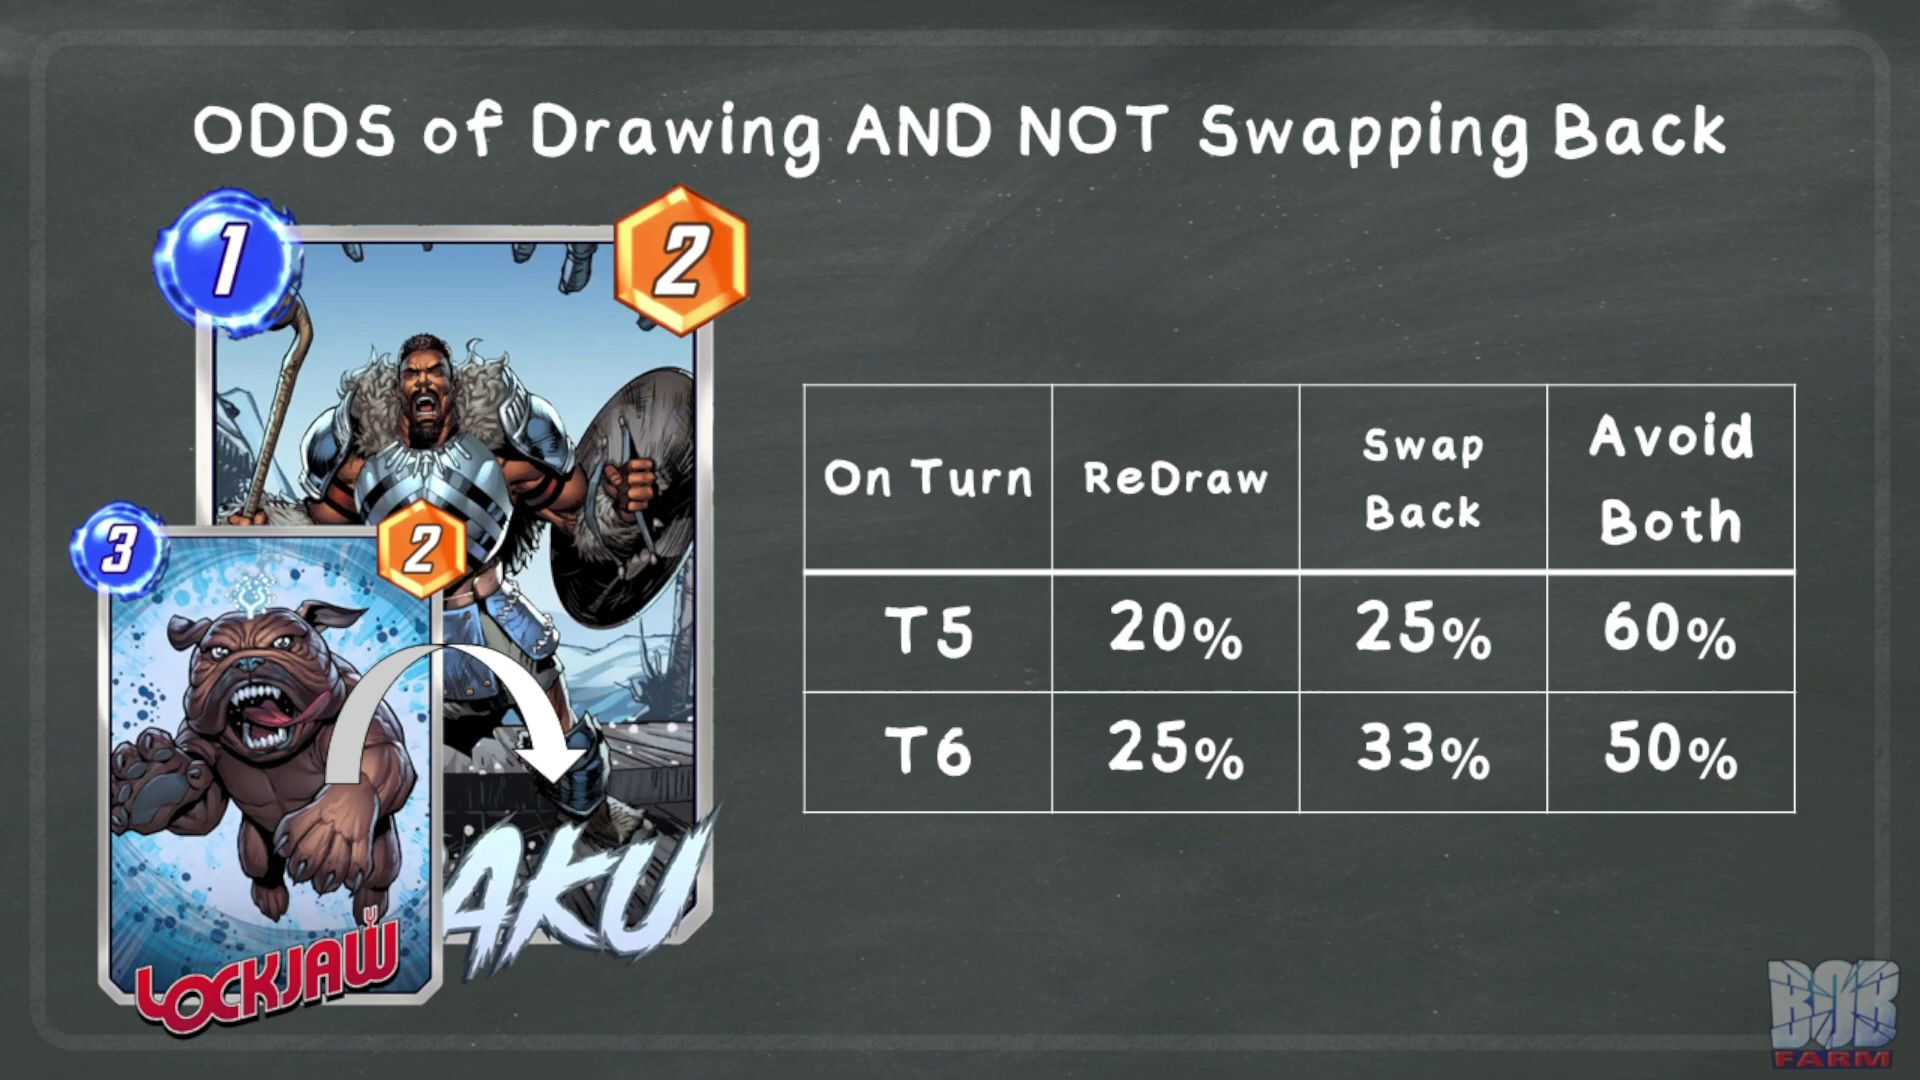 ODDS of Drawing AND NOT Swapping Back
1
2
3
2
AKU
LOCKJAW
On Turn
ReDraw
Swap
Back
Avoid
Both
T5
20%
25%
60%
T6
25%
33%
50%
BOB
FARM